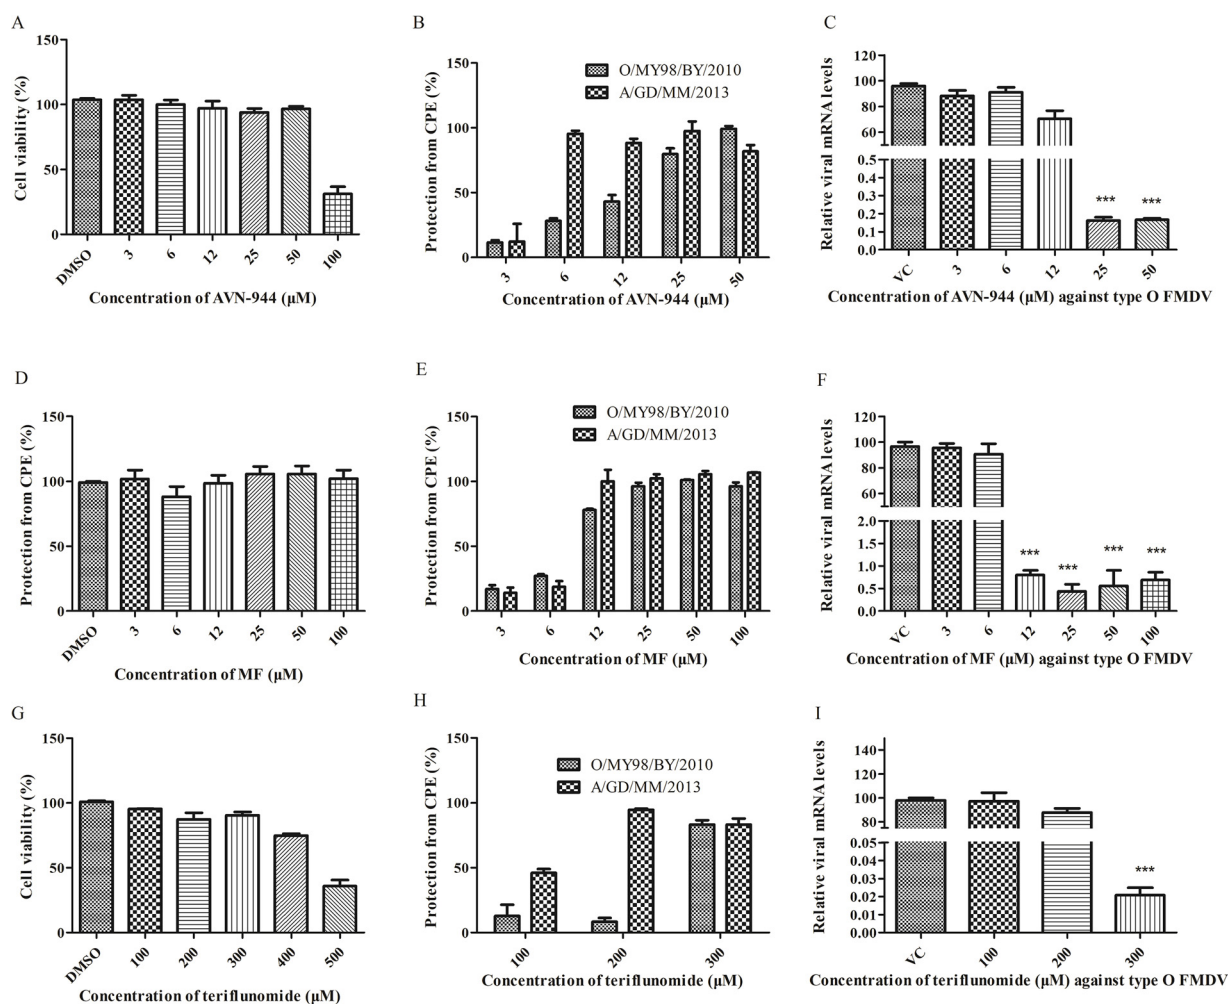 A
Cell viability (%)
150
100
50
0
DMSO
3
6
12
25
50
100
Concentration of AVN-944 (μM)
B
Protection from CPE (%)
150
100
50
0
O/MY98/BY/2010
A/GD/MM/2013
3
6
12
25
50
Concentration of AVN-944 (μM)
C
Relative viral mRNA levels
120
100
80
60
0.5
0.4
0.3
0.2
0.1
0.0
***
***
VC
3
6
12
25
50
Concentration of AVN-944 (μM) against type O FMDV
D
Protection from CPE (%)
150
100
50
0
DMSO
3
6
12
25
50
100
Concentration of MF (μM)
E
Protection from CPE (%)
150
100
50
0
O/MY98/BY/2010
A/GD/MM/2013
3
6
12
25
50
100
Concentration of MF (μM)
F
Relative viral mRNA levels
120
100
80
60
2.0
1.5
1.0
0.5
0.0
***
***
***
***
VC
3
6
12
25
50
100
Concentration of MF (μM) against type O FMDV
G
Cell viability (%)
150
100
50
0
DMSO
100
200
300
400
500
Concentration of teriflunomide (μM)
H
Protection from CPE (%)
150
100
50
0
O/MY98/BY/2010
A/GD/MM/2013
100
200
300
Concentration of teriflunomide (μM)
I
Relative viral mRNA levels
140
120
100
80
0.05
0.04
0.03
0.02
0.01
0.00
***
VC
100
200
300
Concentration of teriflunomide (μM) against type O FMDV